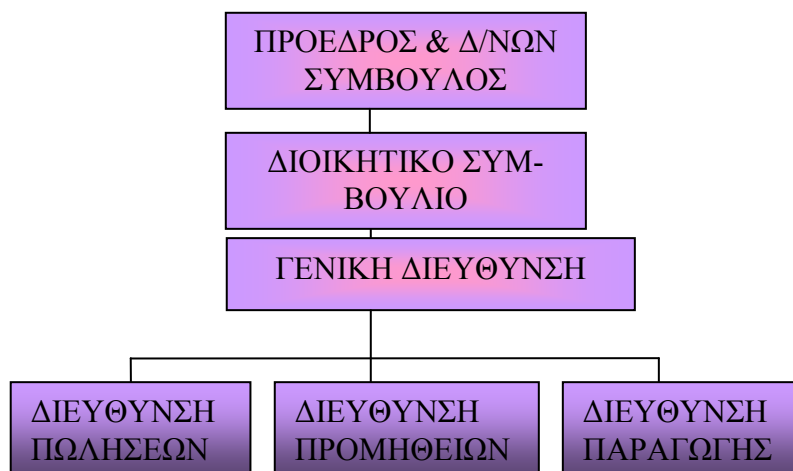 ΠΡΟΕΔΡΟΣ & Δ/ΝΩΝ
ΣΥΜΒΟΥΛΟΣ
ΔΙΟΙΚΗΤΙΚΟ ΣΥΜ-
ΒΟΥΛΙΟ
ΓΕΝΙΚΗ ΔΙΕΥΘΥΝΣΗ
ΔΙΕΥΘΥΝΣΗ
ΠΩΛΗΣΕΩΝ
ΔΙΕΥΘΥΝΣΗ
ΠΡΟΜΗΘΕΙΩΝ
ΔΙΕΥΘΥΝΣΗ
ΠΑΡΑΓΩΓΗΣ